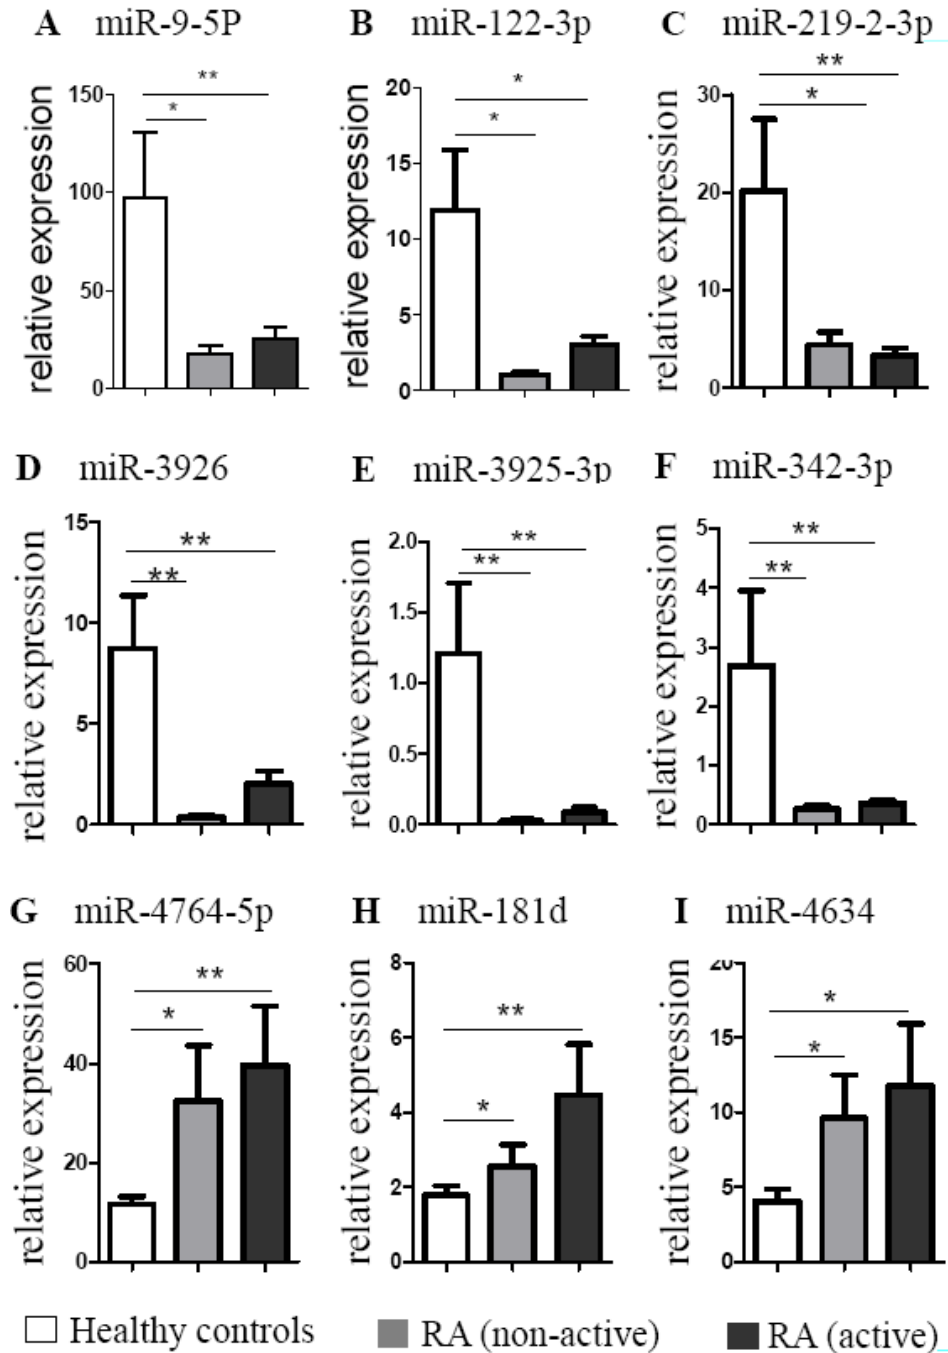 A miR-9-5P
B miR-122-3p
C miR-219-2-3p
relative expression
150
100
50
0
*
**
relative expression
20
15
10
5
0
*
*
relative expression
30
20
10
0
**
*
D miR-3926
E miR-3925-3p
F miR-342-3p
relative expression
15
10
5
0
**
**
relative expression
2.0
1.5
1.0
0.5
0.0
**
**
relative expression
5
4
3
2
1
0
**
**
G miR-4764-5p
H miR-181d
I miR-4634
relative expression
60
40
20
0
**
*
relative expression
8
6
4
2
0
**
*
relative expression
20
15
10
5
0
*
*
Healthy controls
RA (non-active)
RA (active)